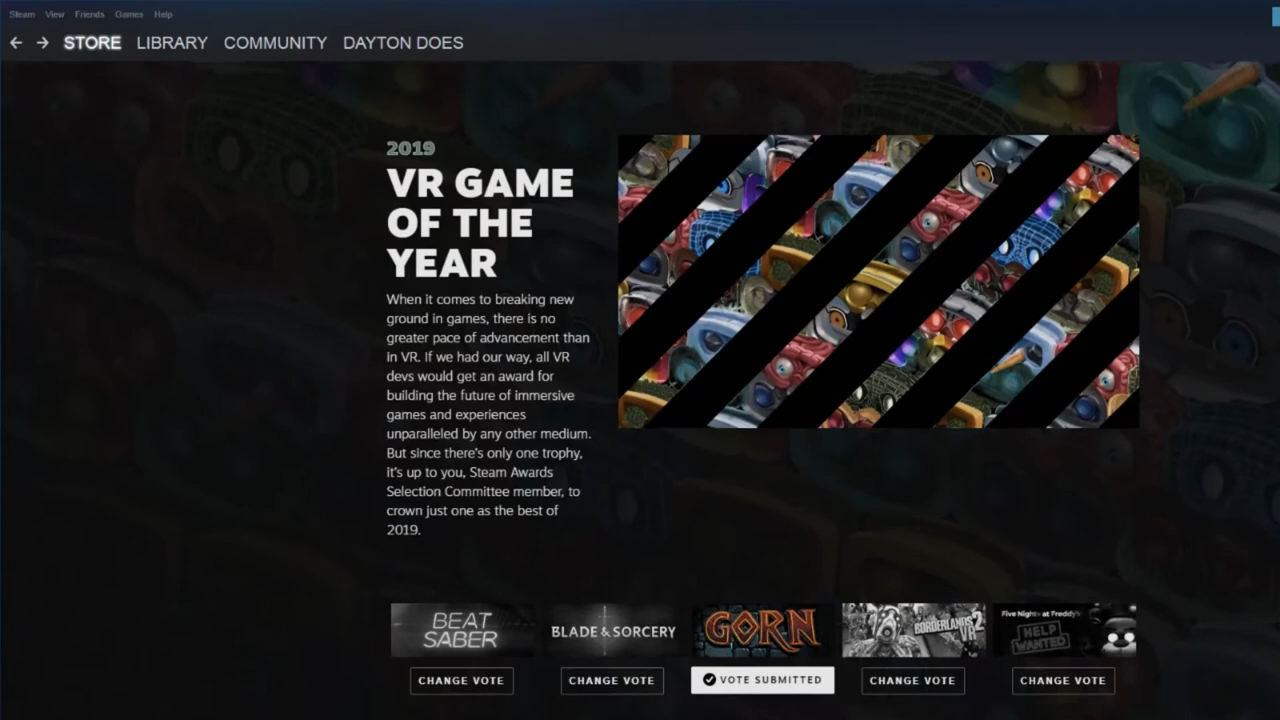 Steam View Friends Games Help
STORE LIBRARY COMMUNITY DAYTON DOES
2019
VR GAME
OF THE
YEAR
When it comes to breaking new
ground in games, there is no
greater pace of advancement than
in VR. If we had our way, all VR
devs would get an award for
building the future of immersive
games and experiences
unparalleled by any other medium.
But since there's only one trophy,
it's up to you, Steam Awards
Selection Committee member, to
crown just one as the best of
2019.
BEAT
SABER
BLADE & SORCERY
GORN
BORDERLANDS 2
VR
Five Nights at Freddy's
HELP
WANTED
CHANGE VOTE CHANGE VOTE VOTE SUBMITTED CHANGE VOTE CHANGE VOTE